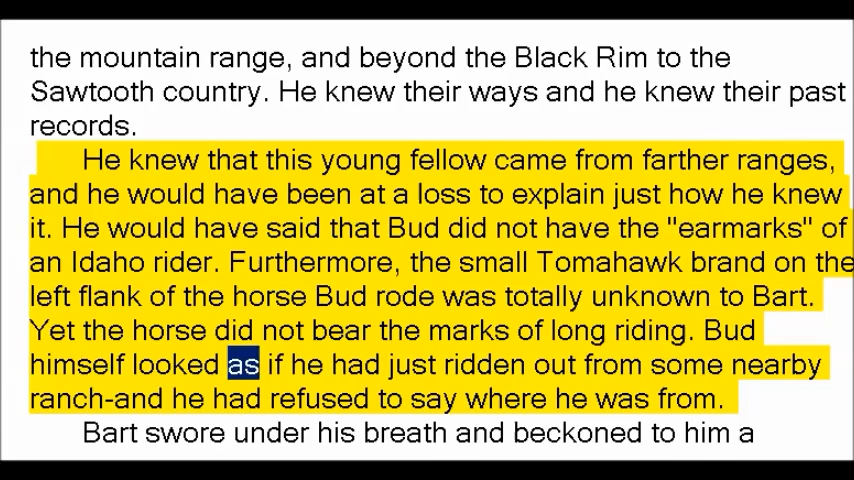 the mountain range, and beyond the Black Rim to the
Sawtooth country. He knew their ways and he knew their past
records.
He knew that this young fellow came from farther ranges,
and he would have been at a loss to explain just how he knew
it. He would have said that Bud did not have the "earmarks" of
an Idaho rider. Furthermore, the small Tomahawk brand on the
left flank of the horse Bud rode was totally unknown to Bart.
Yet the horse did not bear the marks of long riding. Bud
himself looked as if he had just ridden out from some nearby
ranch-and he had refused to say where he was from.
Bart swore under his breath and beckoned to him a